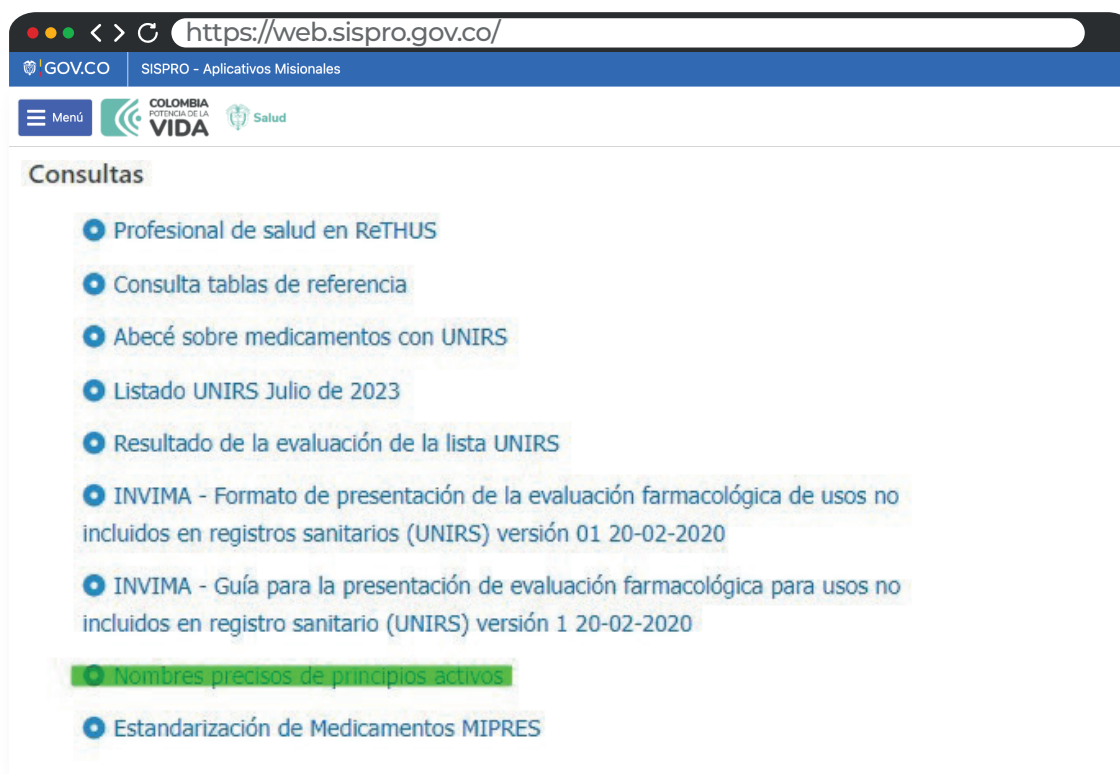 https://web.sispro.gov.co/
GOV.CO SISPRO - Aplicativos Misionales
Menú COLOMBIA
POTENCIA DE LA
VIDA Salud
Consultas
Profesional de salud en ReTHUS
Consulta tablas de referencia
Abecé sobre medicamentos con UNIRS
Listado UNIRS Julio de 2023
Resultado de la evaluación de la lista UNIRS
INVIMA - Formato de presentación de la evaluación farmacológica de usos no
incluidos en registros sanitarios (UNIRS) versión 01 20-02-2020
INVIMA - Guía para la presentación de evaluación farmacológica para usos no
incluidos en registro sanitario (UNIRS) versión 1 20-02-2020
Nombres precisos de principios activos
Estandarización de Medicamentos MIPRES